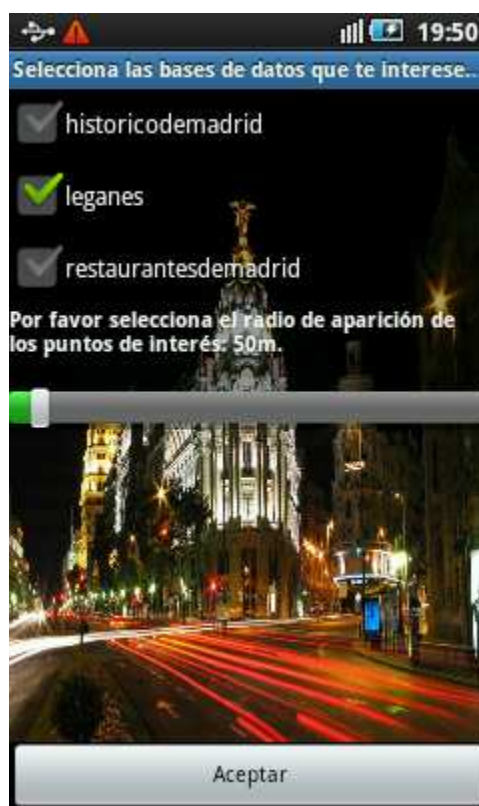 19:50
Selecciona las bases de datos que te interese..
historicodemadrid
leganes
restaurantesdemadrid
Por favor selecciona el radio de aparición de
los puntos de interés: 50m.
Aceptar